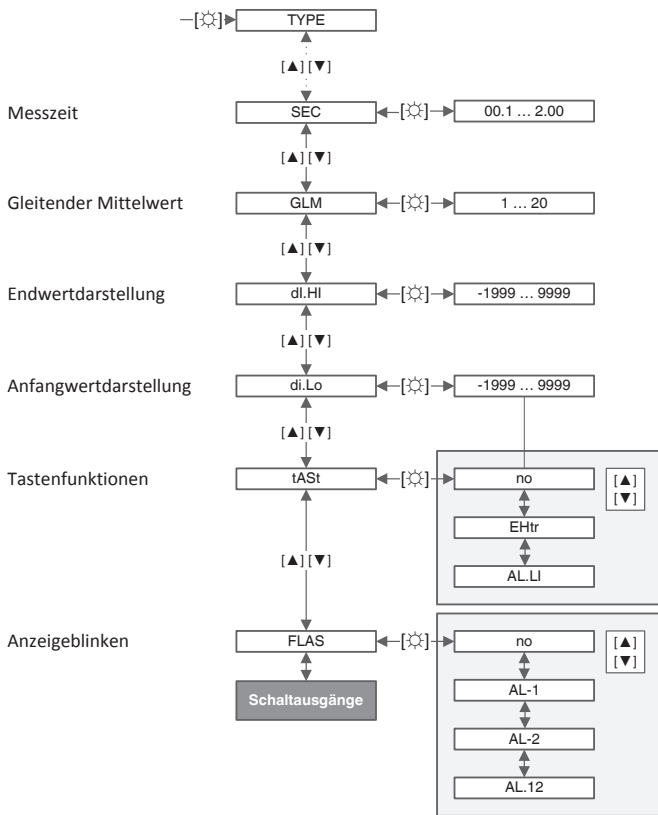 [☼] TYPE
[▲] [▼]
Messzeit SEC [☼] 00.1 ... 2.00
[▲] [▼]
Gleitender Mittelwert GLM [☼] 1 ... 20
[▲] [▼]
Endwertdarstellung dI.HI [☼] -1999 ... 9999
[▲] [▼]
Anfangwertdarstellung di.Lo [☼] -1999 ... 9999
[▲] [▼]
Tastenfunktionen tASt [☼] no [▲]
[▼]
EHtr
[▲] [▼] AL.LI
Anzeigeblinken FLAS [☼] no [▲]
[▼]
Schaltausgänge AL-1
AL-2
AL.12